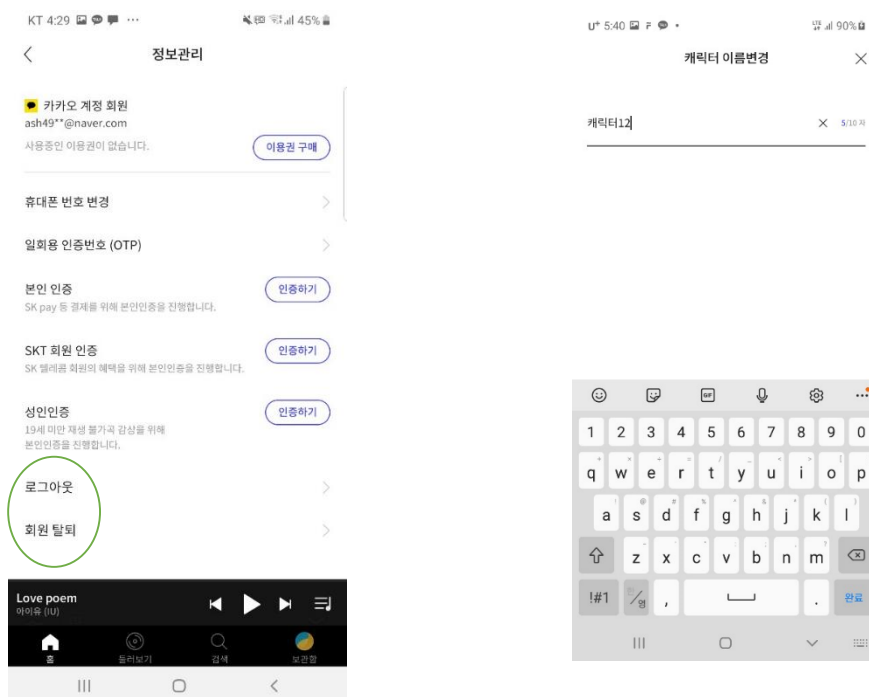 KT 4:29
45%
정보관리
카카오 계정 회원
ash49**@naver.com
사용중인 이용권이 없습니다.
이용권 구매
휴대폰 번호 변경
일회용 인증번호 (OTP)
본인 인증
인증하기
SK pay 등 결제를 위해 본인인증을 진행합니다.
SKT 회원 인증
인증하기
SK 텔레콤 회원의 혜택을 위해 본인인증을 진행합니다.
성인인증
인증하기
19세 미만 재생 불가곡 감상을 위해
본인인증을 진행합니다.
로그아웃
회원 탈퇴
Love poem
아이유 (IU)
홈
둘러보기
검색
보관함
U+ 5:40
LTE
90%
캐릭터 이름변경
캐릭터12
5/10 자
GIF
1 2 3 4 5 6 7 8 9 0
q w e r t y u i o p
a s d f g h j k l
z x c v b n m
!#1
영
,
.
완료